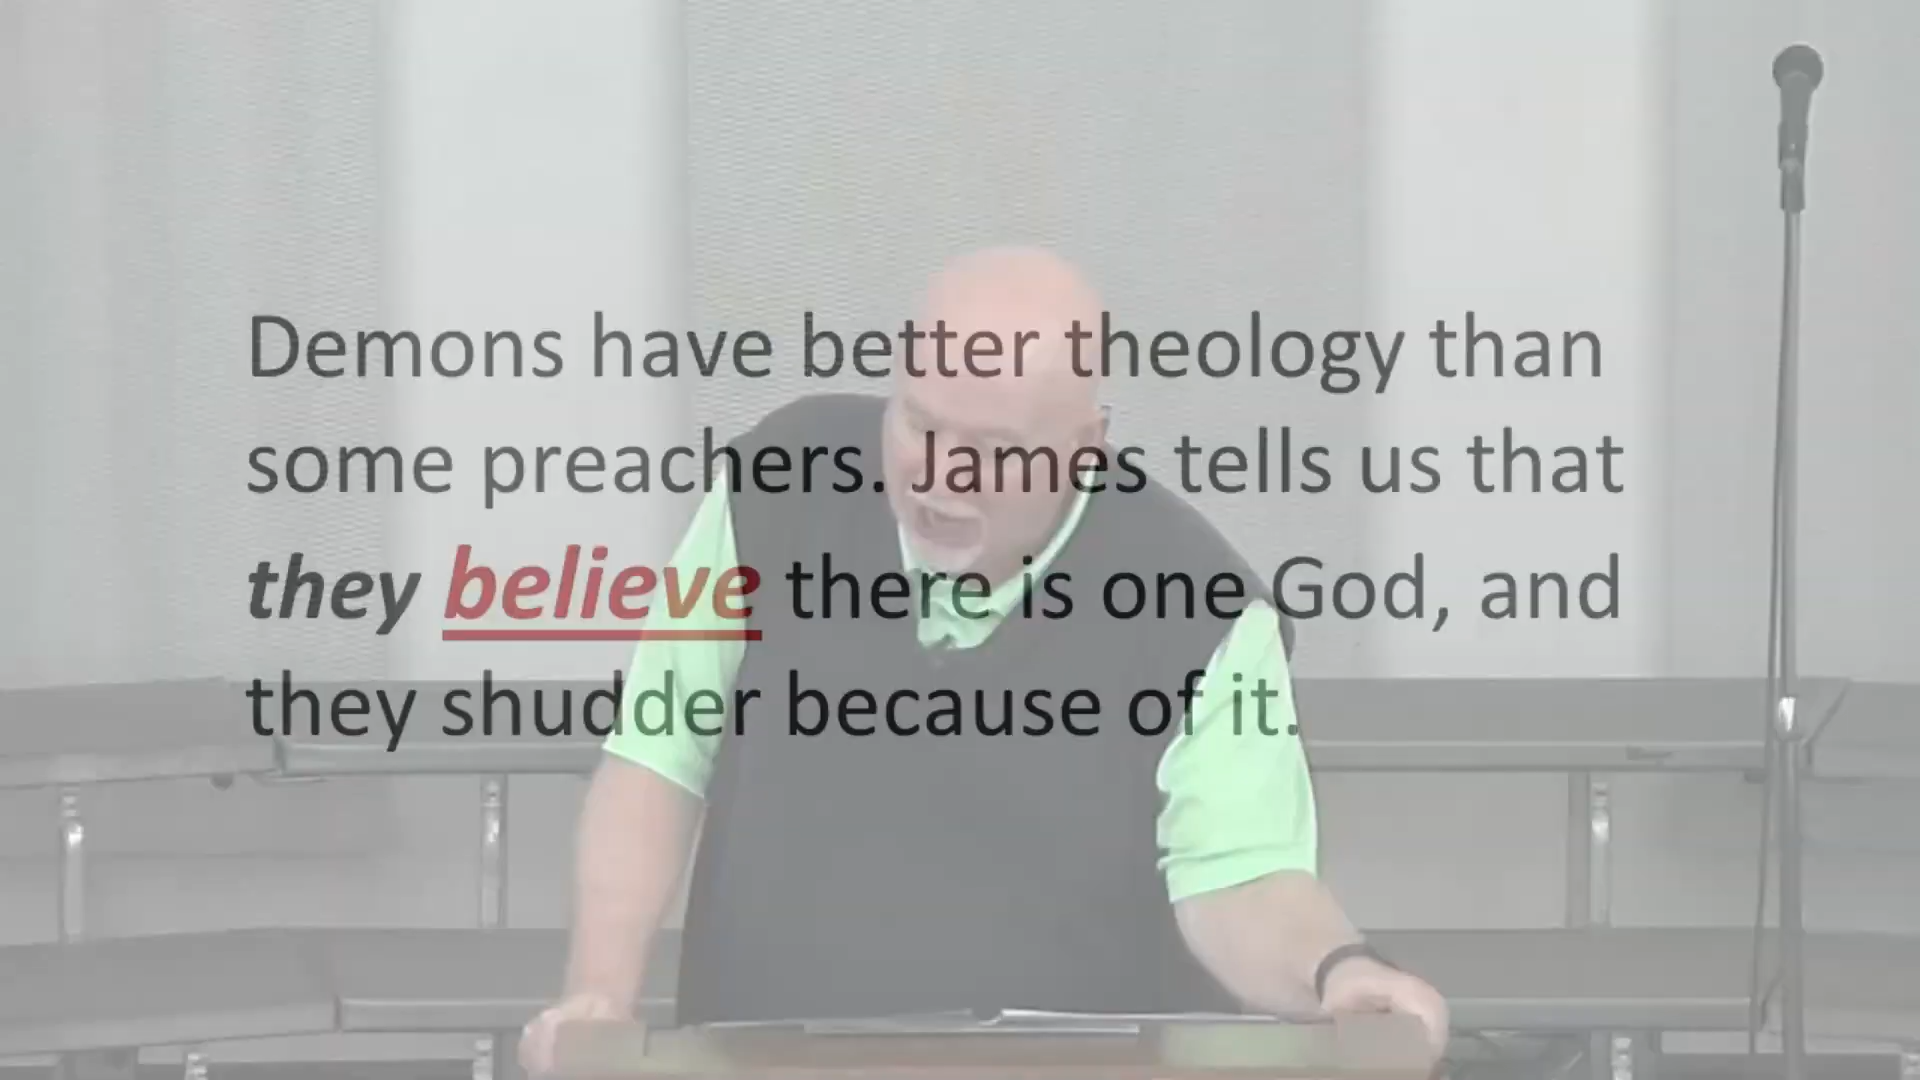 Demons have better theology than
some preachers. James tells us that
they believe there is one God, and
they shudder because of it.